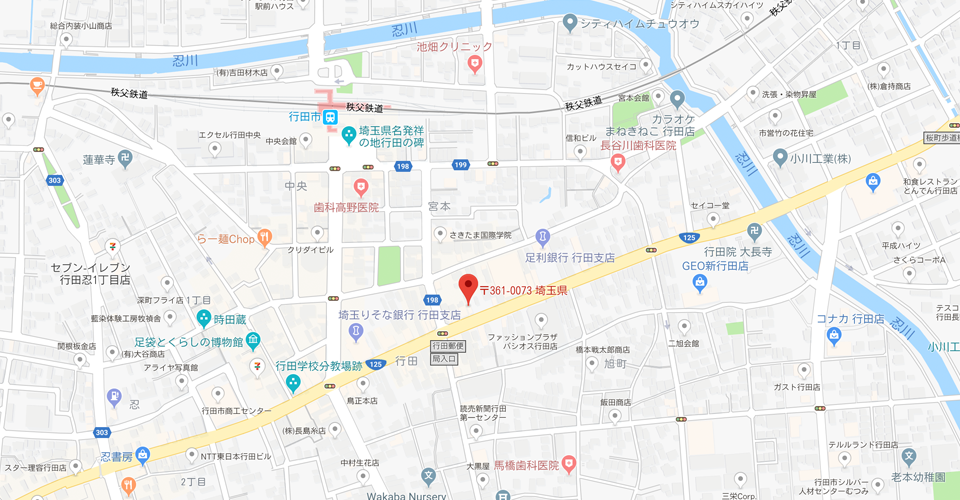 総合内装小山商店
駅前ハウス
忍川
シティハイムチュウオウ
シティハイムスカイハイツ
秩父鉄道
忍川
(有)吉田材木店
池畑クリニック
カットハウスセイコ
1丁目
(株)倉持商店
秩父鉄道
秩父鉄道
秩父鉄道
宮本会館
洗張・染物昇屋
行田市
カラオケ
まねきねこ 行田店
エクセル行田中央
中央会館
埼玉県名発祥
の地行田の碑
信和ビル
長谷川歯科医院
市営竹の花住宅
桜町歩道橋
蓮華寺
198
199
忍川
小川工業(株)
303
中央
歯科高野医院
宮本
和食レストラン
とんでん行田店
セイコー堂
らー麺Chop
クリダイビル
さきたま国際学院
125
行田院 大長寺
平成ハイツ
足利銀行 行田支店
セブン-イレブン
行田忍1丁目店
GEO新行田店
さくらコーポA
深町フライ店
1丁目
198
〒361-0073 埼玉県
藍染体験工房牧禎舎
時田蔵
埼玉りそな銀行 行田支店
テスコ
行田長
コナカ 行田店
忍川
関根板金店
足袋とくらしの博物館
(有)大谷商店
行田郵便
局入口
ファッションプラザ
パシオス行田店
二旭会館
小川工
アライヤ写真館
行田学校分教場跡
125
行田
橋本戦太郎商店
旭町
ガスト行田店
忍
行田市商工センター
鳥正本店
読売新聞行田
第一センター
飯田商店
303
(株)長島糸店
忍書房
NTT東日本行田ビル
テルルランド行田店
スター理容行田店
中村生花店
大黒屋
馬橋歯科医院
老本幼稚園
2丁目
Wakaba Nursery
三栄Corp.
行田市シルバー
人材センターむつみ